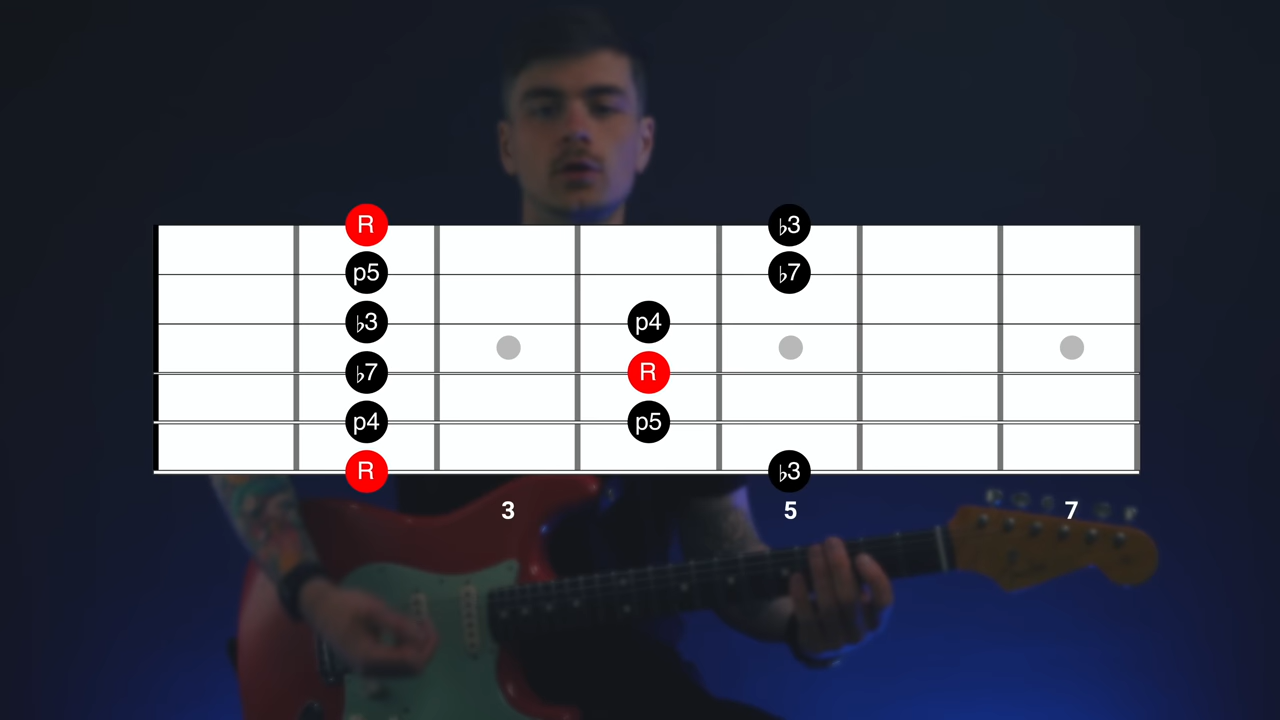 R ♭3
p5 ♭7
♭3 p4
♭7 R
p4 p5
R ♭3
3 5 7